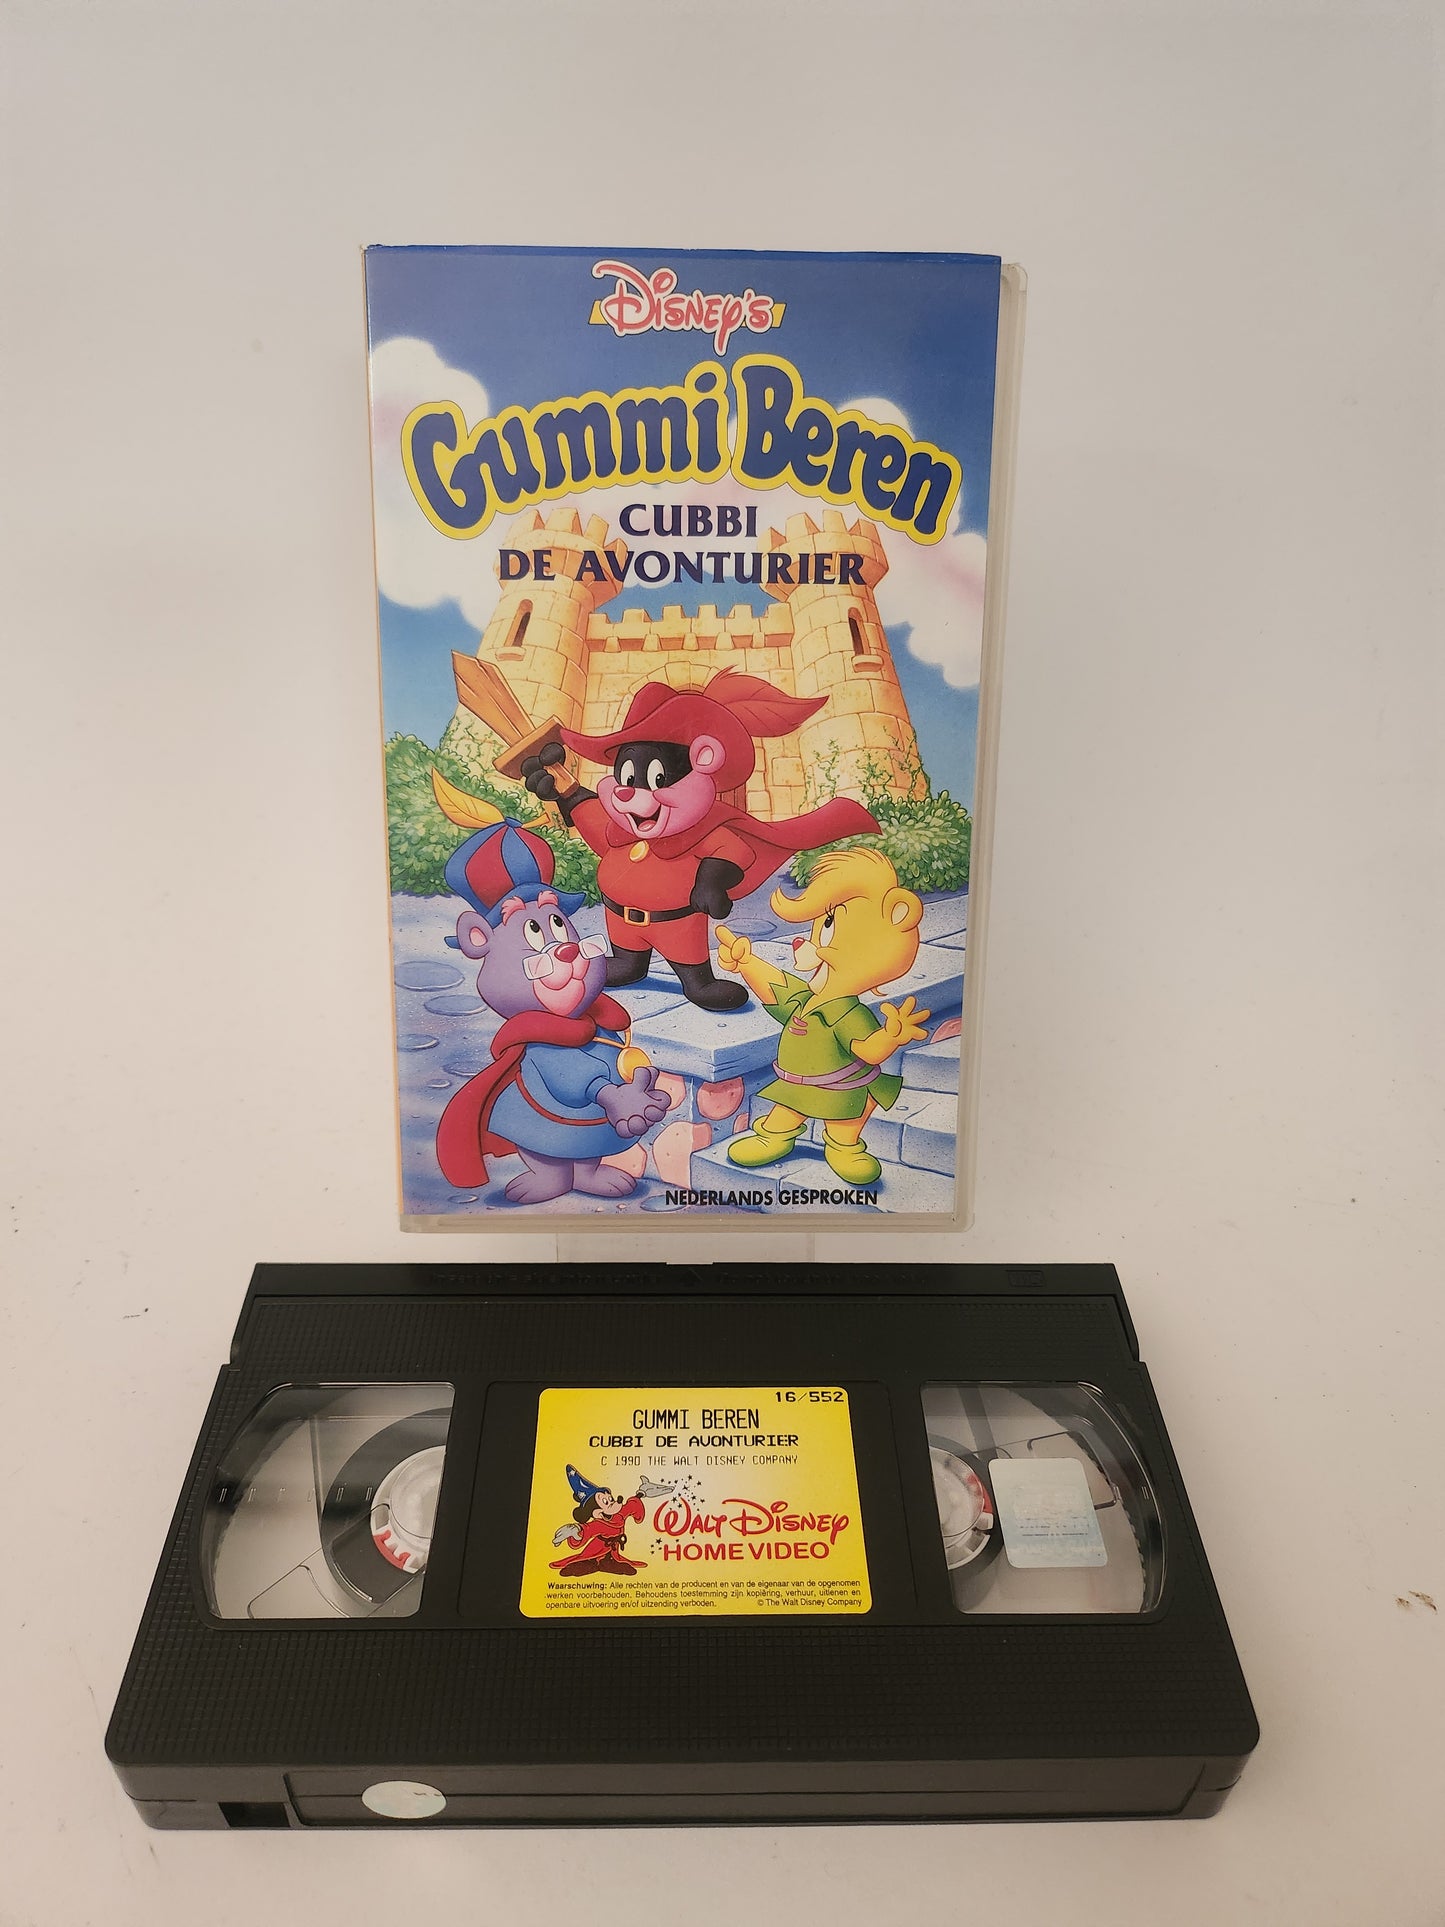 Disney's
Gummi Beren
CUBBI
DE AVONTURIER
NEDERLANDS GESPROKEN
16/552
GUMMI BEREN
CUBBI DE AVONTURIER
C 1990 THE WALT DISNEY COMPANY
WALT DISNEY
HOME VIDEO
Waarschuwing: Alle rechten van de producent en van de eigenaar van de opgenomen
werken voorbehouden. Behoudens toestemming zijn kopiëring, verhuur, uitlenen en
openbare uitvoering en/of uitzending verboden. © The Walt Disney Company